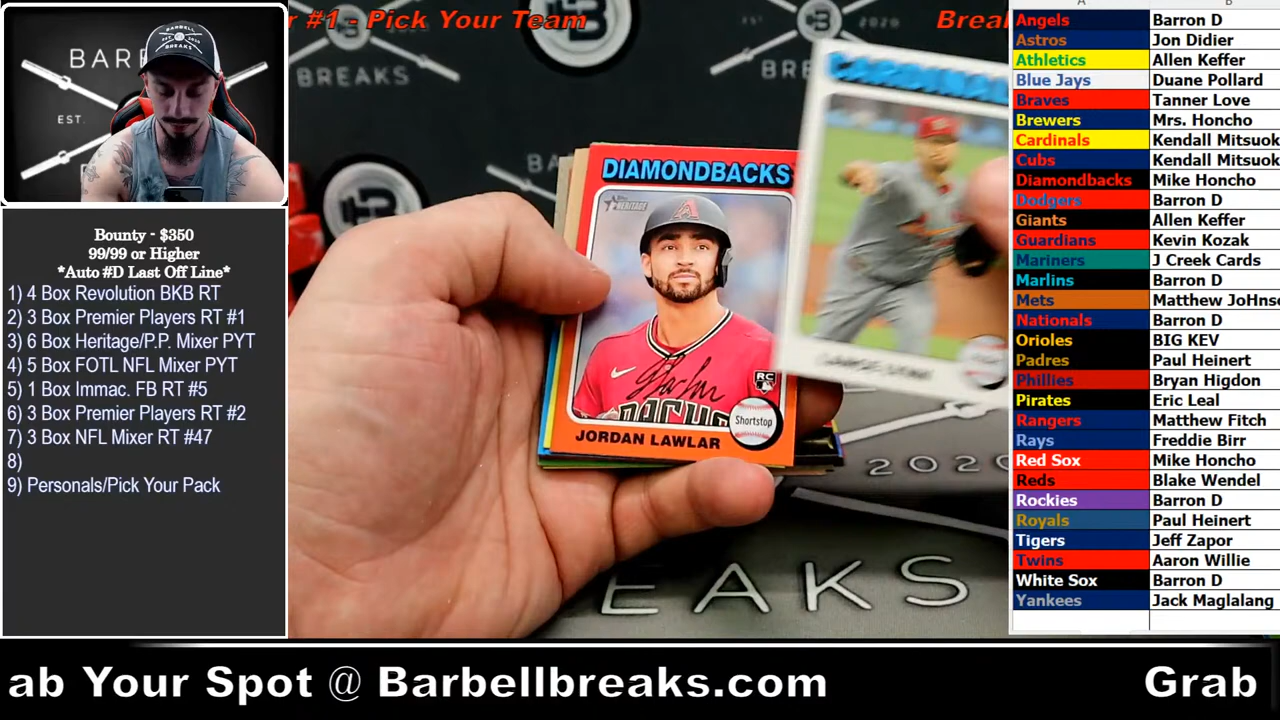 r #1 - Pick Your Team
Brea
BARB
EST.
BREAKS
2020
BRE
BARBELL
BREAKS
BA
Bounty - $350
99/99 or Higher
*Auto #D Last Off Line*
1) 4 Box Revolution BKB RT
2) 3 Box Premier Players RT #1
3) 6 Box Heritage/P.P. Mixer PYT
4) 5 Box FOTL NFL Mixer PYT
5) 1 Box Immac. FB RT #5
6) 3 Box Premier Players RT #2
7) 3 Box NFL Mixer RT #47
8)
9) Personals/Pick Your Pack
CARDINAL
DIAMONDBACKS
Heritage
A
RC
Shortstop
JORDAN LAWLAR
2020
EAKS
A B
Angels Barron D
Astros Jon Didier
Athletics Allen Keffer
Blue Jays Duane Pollard
Braves Tanner Love
Brewers Mrs. Honcho
Cardinals Kendall Mitsuok
Cubs Kendall Mitsuok
Diamondbacks Mike Honcho
Dodgers Barron D
Giants Allen Keffer
Guardians Kevin Kozak
Mariners J Creek Cards
Marlins Barron D
Mets Matthew JoHnso
Nationals Barron D
Orioles BIG KEV
Padres Paul Heinert
Phillies Bryan Higdon
Pirates Eric Leal
Rangers Matthew Fitch
Rays Freddie Birr
Red Sox Mike Honcho
Reds Blake Wendel
Rockies Barron D
Royals Paul Heinert
Tigers Jeff Zapor
Twins Aaron Willie
White Sox Barron D
Yankees Jack Maglalang
ab Your Spot @ Barbellbreaks.com
Grab